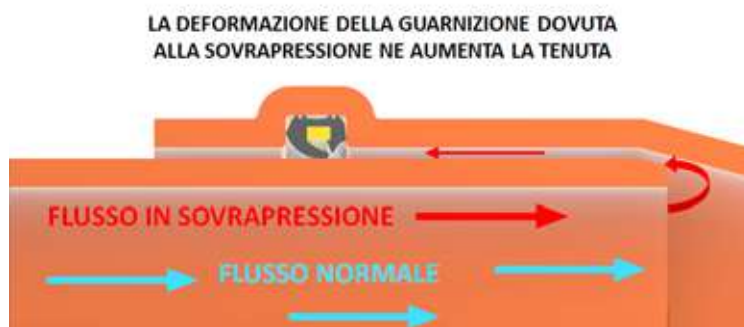 LA DEFORMAZIONE DELLA GUARNIZIONE DOVUTA
ALLA SOVRAPRESSIONE NE AUMENTA LA TENUTA
FLUSSO IN SOVRAPRESSIONE
FLUSSO NORMALE